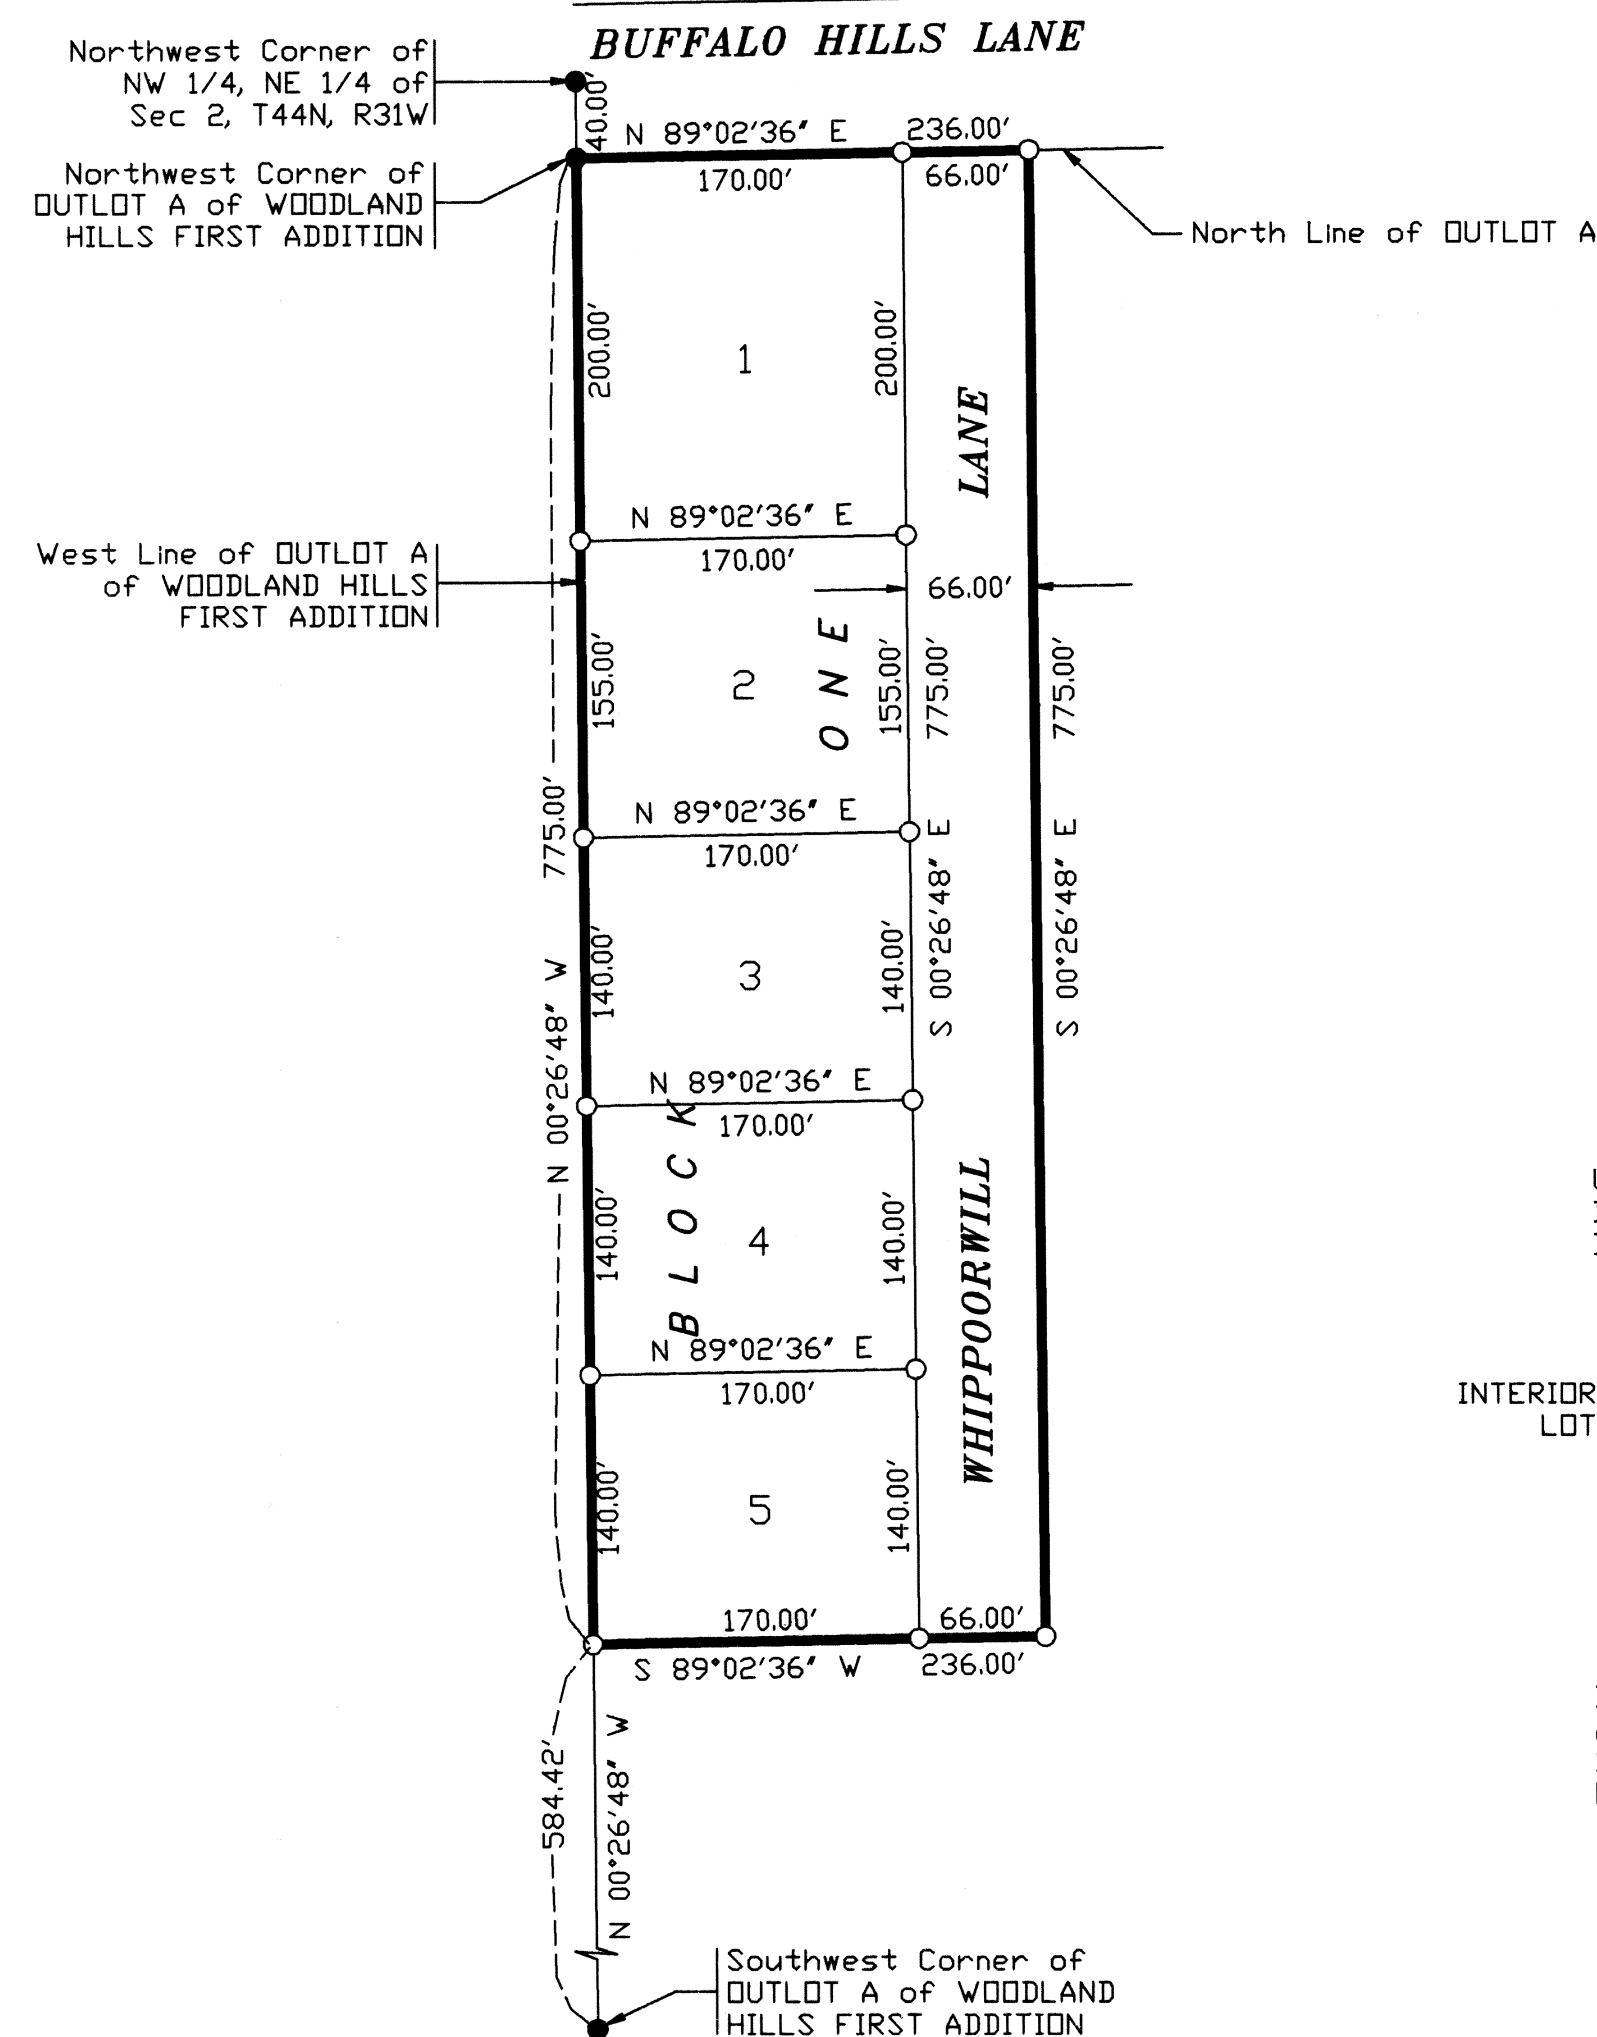 BUFFALO HILLS LANE
Northwest Corner of
NW 1/4, NE 1/4 of
Sec 2, T44N, R31W
40.00'
N 89°02'36" E
236.00'
170.00'
66.00'
Northwest Corner of
OUTLOT A of WOODLAND
HILLS FIRST ADDITION
North Line of OUTLOT A
200.00'
1
200.00'
LANE
N 89°02'36" E
170.00'
West Line of OUTLOT A
of WOODLAND HILLS
FIRST ADDITION
66.00'
155.00'
2
ONE
155.00'
775.00'
775.00'
775.00'
N 89°02'36" E
170.00'
S 00°26'48" E
S 00°26'48" E
N 00°26'48" W
140.00'
3
140.00'
N 89°02'36" E
170.00'
BLOCK
140.00'
4
140.00'
WHIPPOORWILL
N 89°02'36" E
170.00'
INTERIOR
LOT
140.00'
5
140.00'
170.00'
66.00'
S 89°02'36" W
236.00'
584.42'
N 00°26'48" W
Southwest Corner of
OUTLOT A of WOODLAND
HILLS FIRST ADDITION